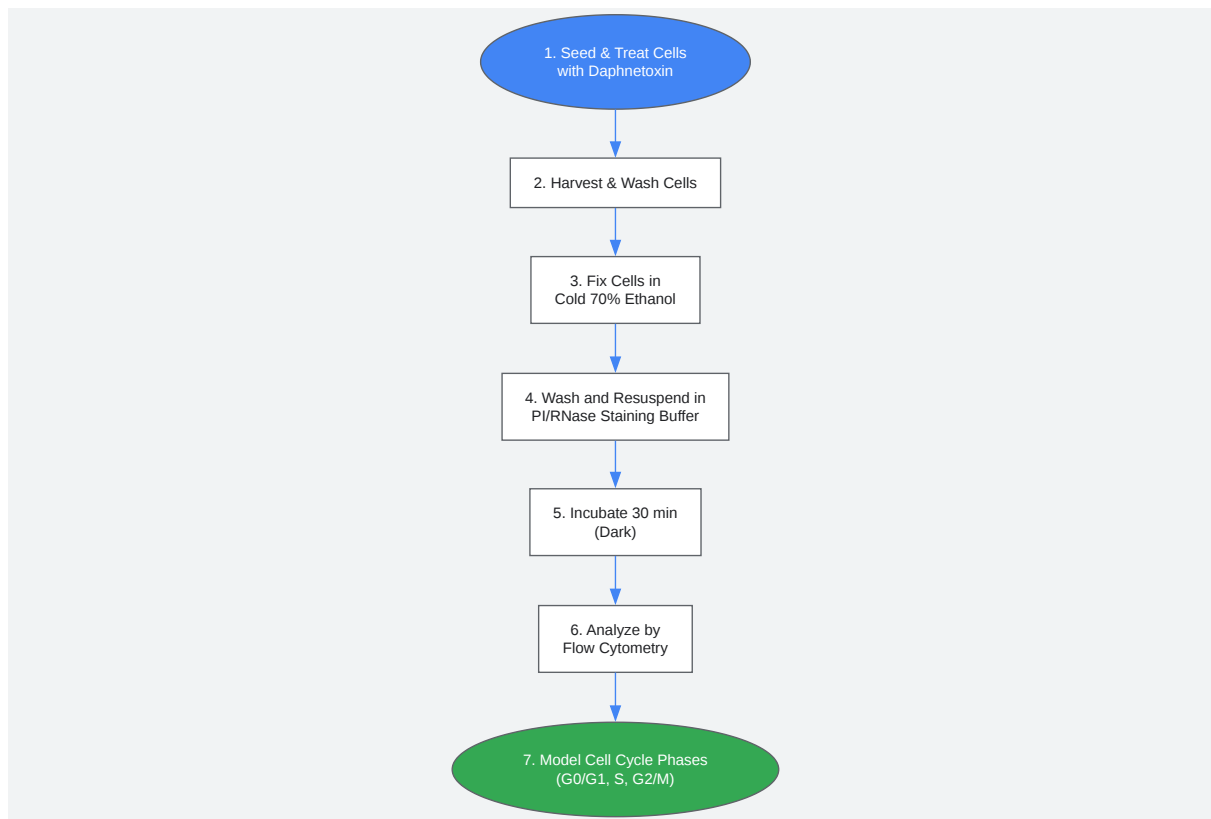 1. Seed & Treat Cells
with Daphnetoxin
2. Harvest & Wash Cells
3. Fix Cells in
Cold 70% Ethanol
4. Wash and Resuspend in
PI/RNase Staining Buffer
5. Incubate 30 min
(Dark)
6. Analyze by
Flow Cytometry
7. Model Cell Cycle Phases
(G0/G1, S, G2/M)